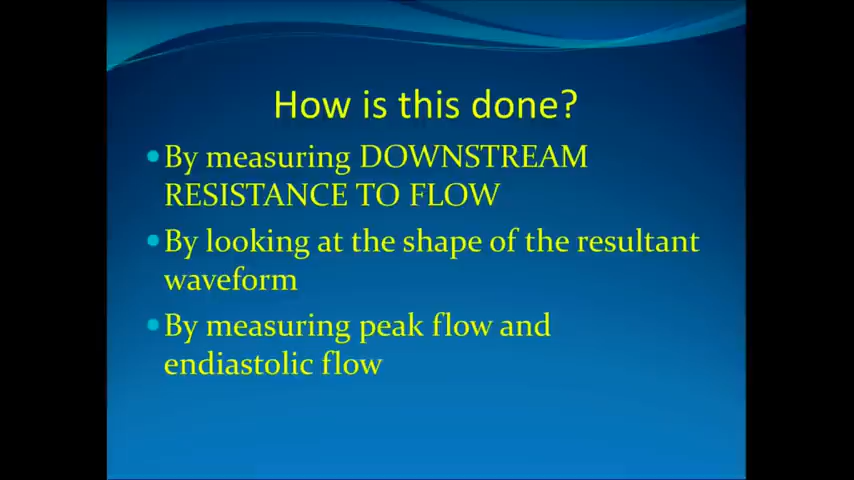 How is this done?
By measuring DOWNSTREAM
RESISTANCE TO FLOW
By looking at the shape of the resultant
waveform
By measuring peak flow and
endiastolic flow